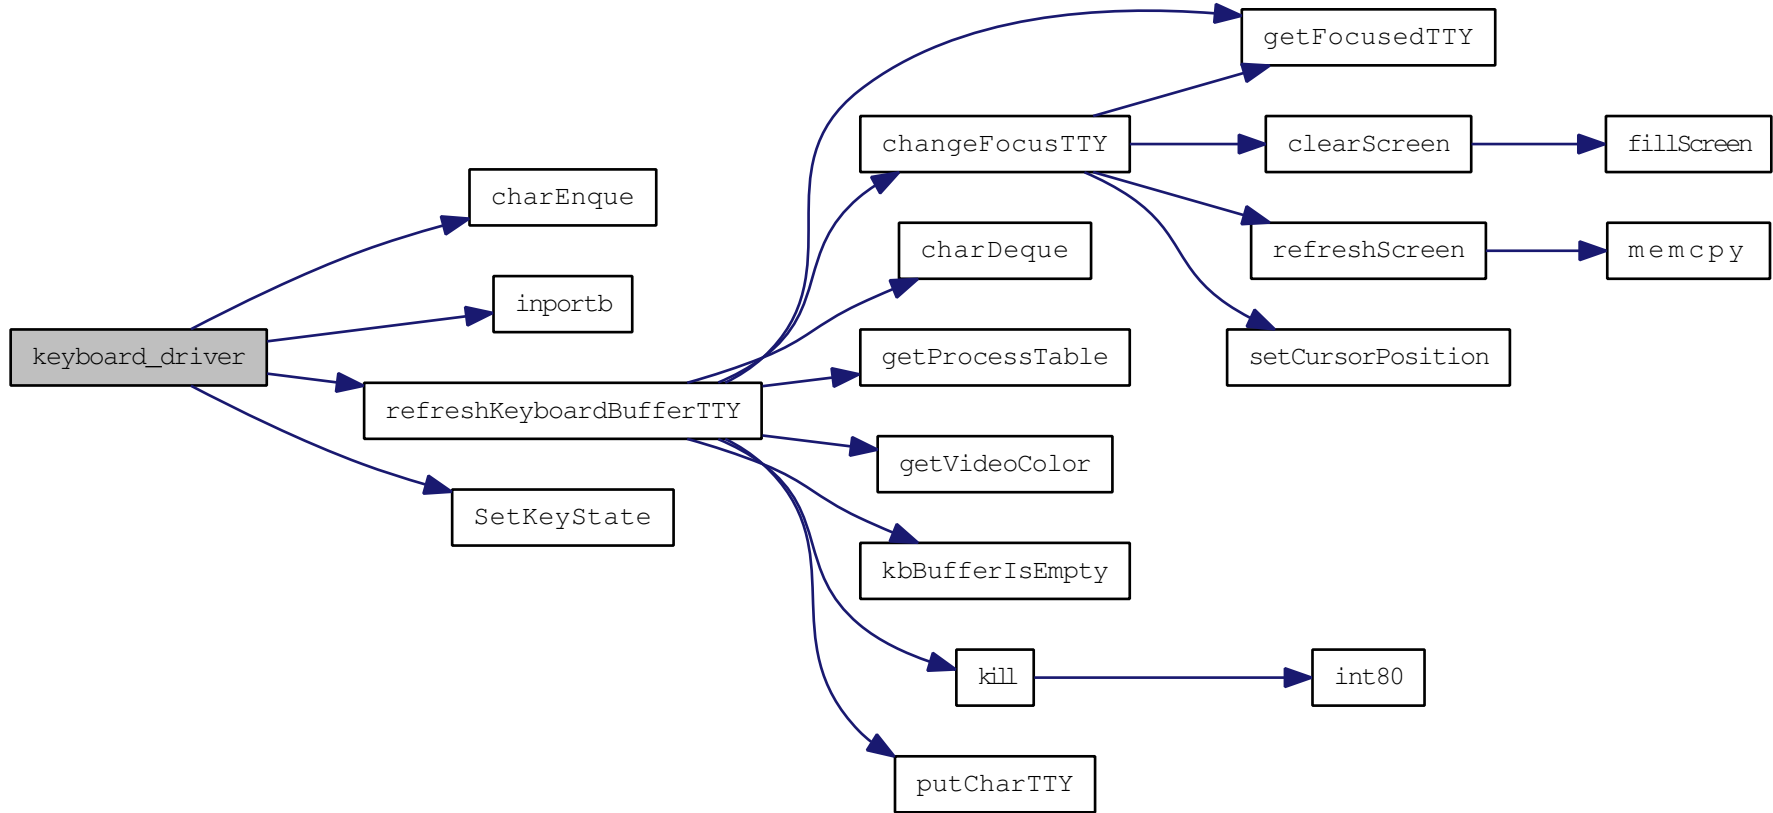 getFocusedTTY
changeFocusTTY
clearScreen
fillScreen
charEnque
charDeque
refreshScreen
memcpy
inportb
keyboard_driver
getProcessTable
setCursorPosition
refreshKeyboardBufferTTY
getVideoColor
SetKeyState
kbBufferIsEmpty
kill
int80
putCharTTY